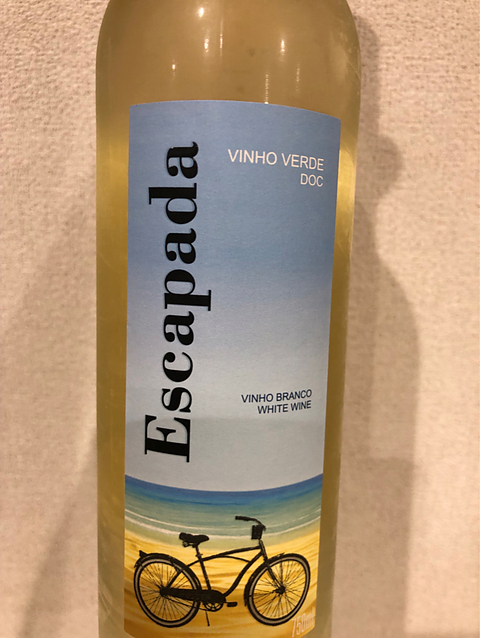 Escapada
VINHO VERDE
DOC
VINHO BRANCO
WHITE WINE